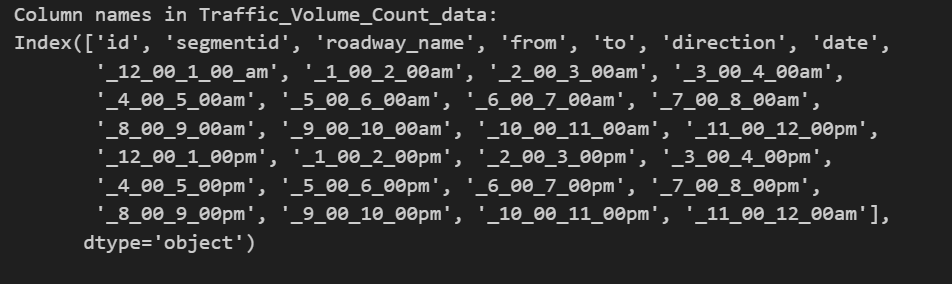 Column names in Traffic_Volume_Count_data:
Index(['id', 'segmentid', 'roadway_name', 'from', 'to', 'direction', 'date',
'_12_00_1_00_am', '_1_00_2_00am', '_2_00_3_00am', '_3_00_4_00am',
'_4_00_5_00am', '_5_00_6_00am', '_6_00_7_00am', '_7_00_8_00am',
'_8_00_9_00am', '_9_00_10_00am', '_10_00_11_00am', '_11_00_12_00pm',
'_12_00_1_00pm', '_1_00_2_00pm', '_2_00_3_00pm', '_3_00_4_00pm',
'_4_00_5_00pm', '_5_00_6_00pm', '_6_00_7_00pm', '_7_00_8_00pm',
'_8_00_9_00pm', '_9_00_10_00pm', '_10_00_11_00pm', '_11_00_12_00am'],
dtype='object')